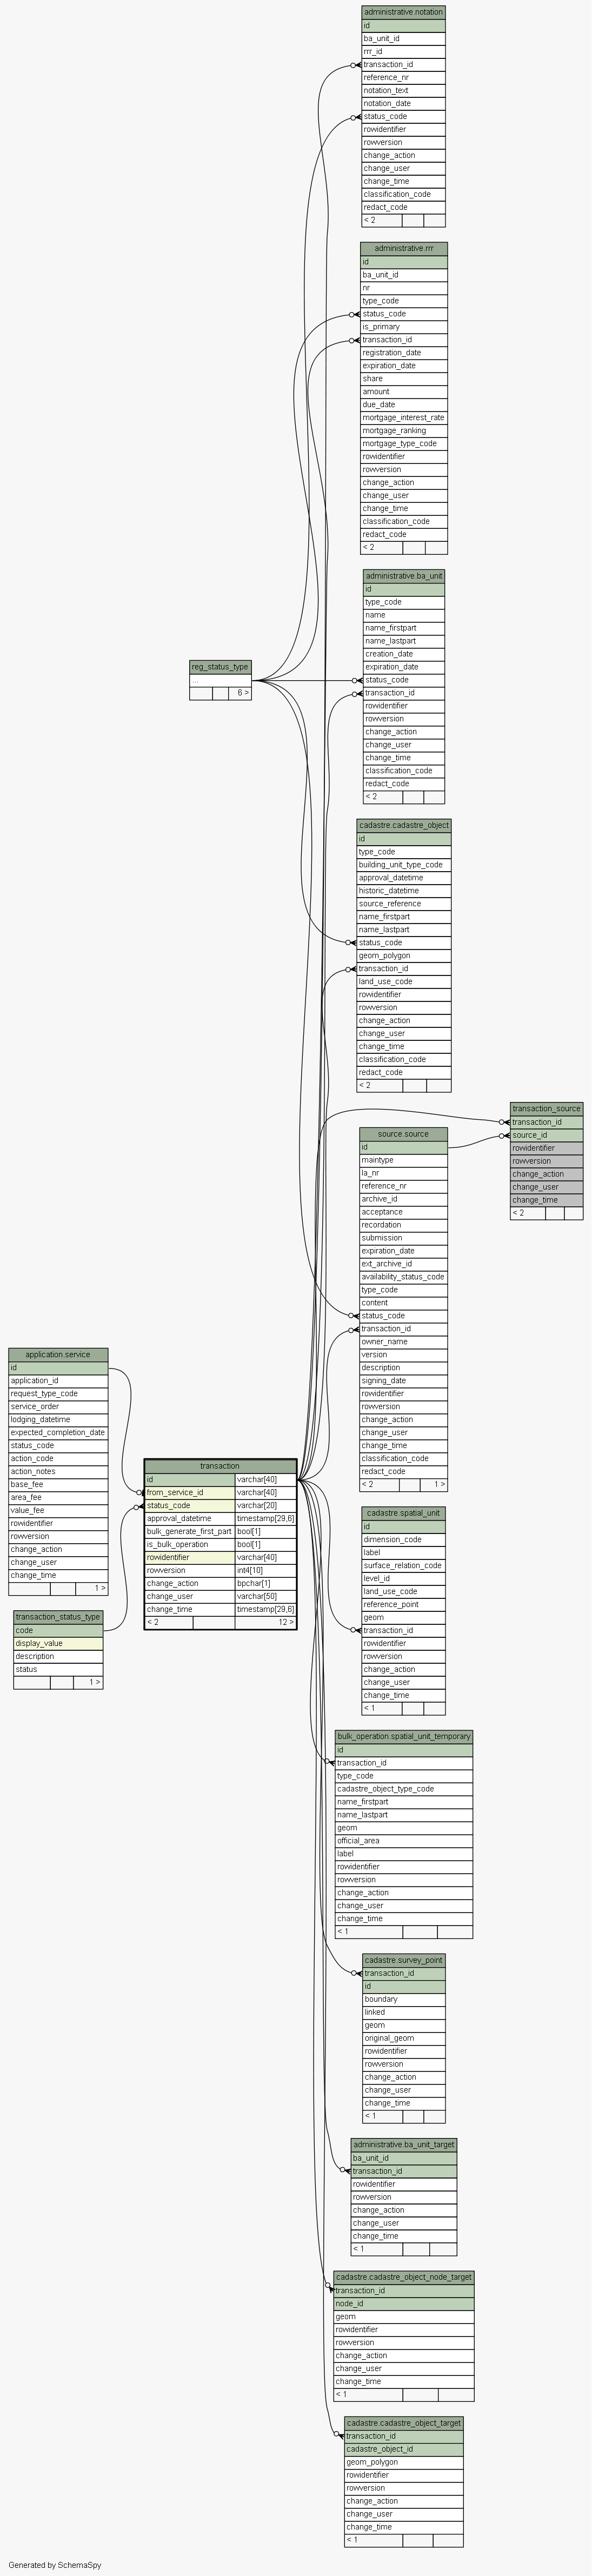 administrative.notation
id
ba_unit_id
rrr_id
transaction_id
reference_nr
notation_text
notation_date
status_code
rowidentifier
rowversion
change_action
change_user
change_time
classification_code
redact_code
< 2
administrative.rrr
id
ba_unit_id
nr
type_code
status_code
is_primary
transaction_id
registration_date
expiration_date
share
amount
due_date
mortgage_interest_rate
mortgage_ranking
mortgage_type_code
rowidentifier
rowversion
change_action
change_user
change_time
classification_code
redact_code
< 2
administrative.ba_unit
id
type_code
name
name_firstpart
name_lastpart
creation_date
expiration_date
status_code
transaction_id
rowidentifier
rowversion
change_action
change_user
change_time
classification_code
redact_code
< 2
reg_status_type
...
6 >
cadastre.cadastre_object
id
type_code
building_unit_type_code
approval_datetime
historic_datetime
source_reference
name_firstpart
name_lastpart
status_code
geom_polygon
transaction_id
land_use_code
rowidentifier
rowversion
change_action
change_user
change_time
classification_code
redact_code
< 2
transaction_source
transaction_id
source_id
rowidentifier
rowversion
change_action
change_user
change_time
< 2
source.source
id
maintype
la_nr
reference_nr
archive_id
acceptance
recordation
submission
expiration_date
ext_archive_id
availability_status_code
type_code
content
status_code
transaction_id
owner_name
version
description
signing_date
rowidentifier
rowversion
change_action
change_user
change_time
classification_code
redact_code
< 2 1 >
application.service
id
application_id
request_type_code
service_order
lodging_datetime
expected_completion_date
status_code
action_code
action_notes
base_fee
area_fee
value_fee
rowidentifier
rowversion
change_action
change_user
change_time
1 >
transaction
id varchar[40]
from_service_id varchar[40]
status_code varchar[20]
approval_datetime timestamp[29,6]
bulk_generate_first_part bool[1]
is_bulk_operation bool[1]
rowidentifier varchar[40]
rowversion int4[10]
change_action bpchar[1]
change_user varchar[50]
change_time timestamp[29,6]
< 2 12 >
transaction_status_type
code
display_value
description
status
1 >
cadastre.spatial_unit
id
dimension_code
label
surface_relation_code
level_id
land_use_code
reference_point
geom
transaction_id
rowidentifier
rowversion
change_action
change_user
change_time
< 1
bulk_operation.spatial_unit_temporary
id
transaction_id
type_code
cadastre_object_type_code
name_firstpart
name_lastpart
geom
official_area
label
rowidentifier
rowversion
change_action
change_user
change_time
< 1
cadastre.survey_point
transaction_id
id
boundary
linked
geom
original_geom
rowidentifier
rowversion
change_action
change_user
change_time
< 1
administrative.ba_unit_target
ba_unit_id
transaction_id
rowidentifier
rowversion
change_action
change_user
change_time
< 1
cadastre.cadastre_object_node_target
transaction_id
node_id
geom
rowidentifier
rowversion
change_action
change_user
change_time
< 1
cadastre.cadastre_object_target
transaction_id
cadastre_object_id
geom_polygon
rowidentifier
rowversion
change_action
change_user
change_time
< 1
Generated by SchemaSpy